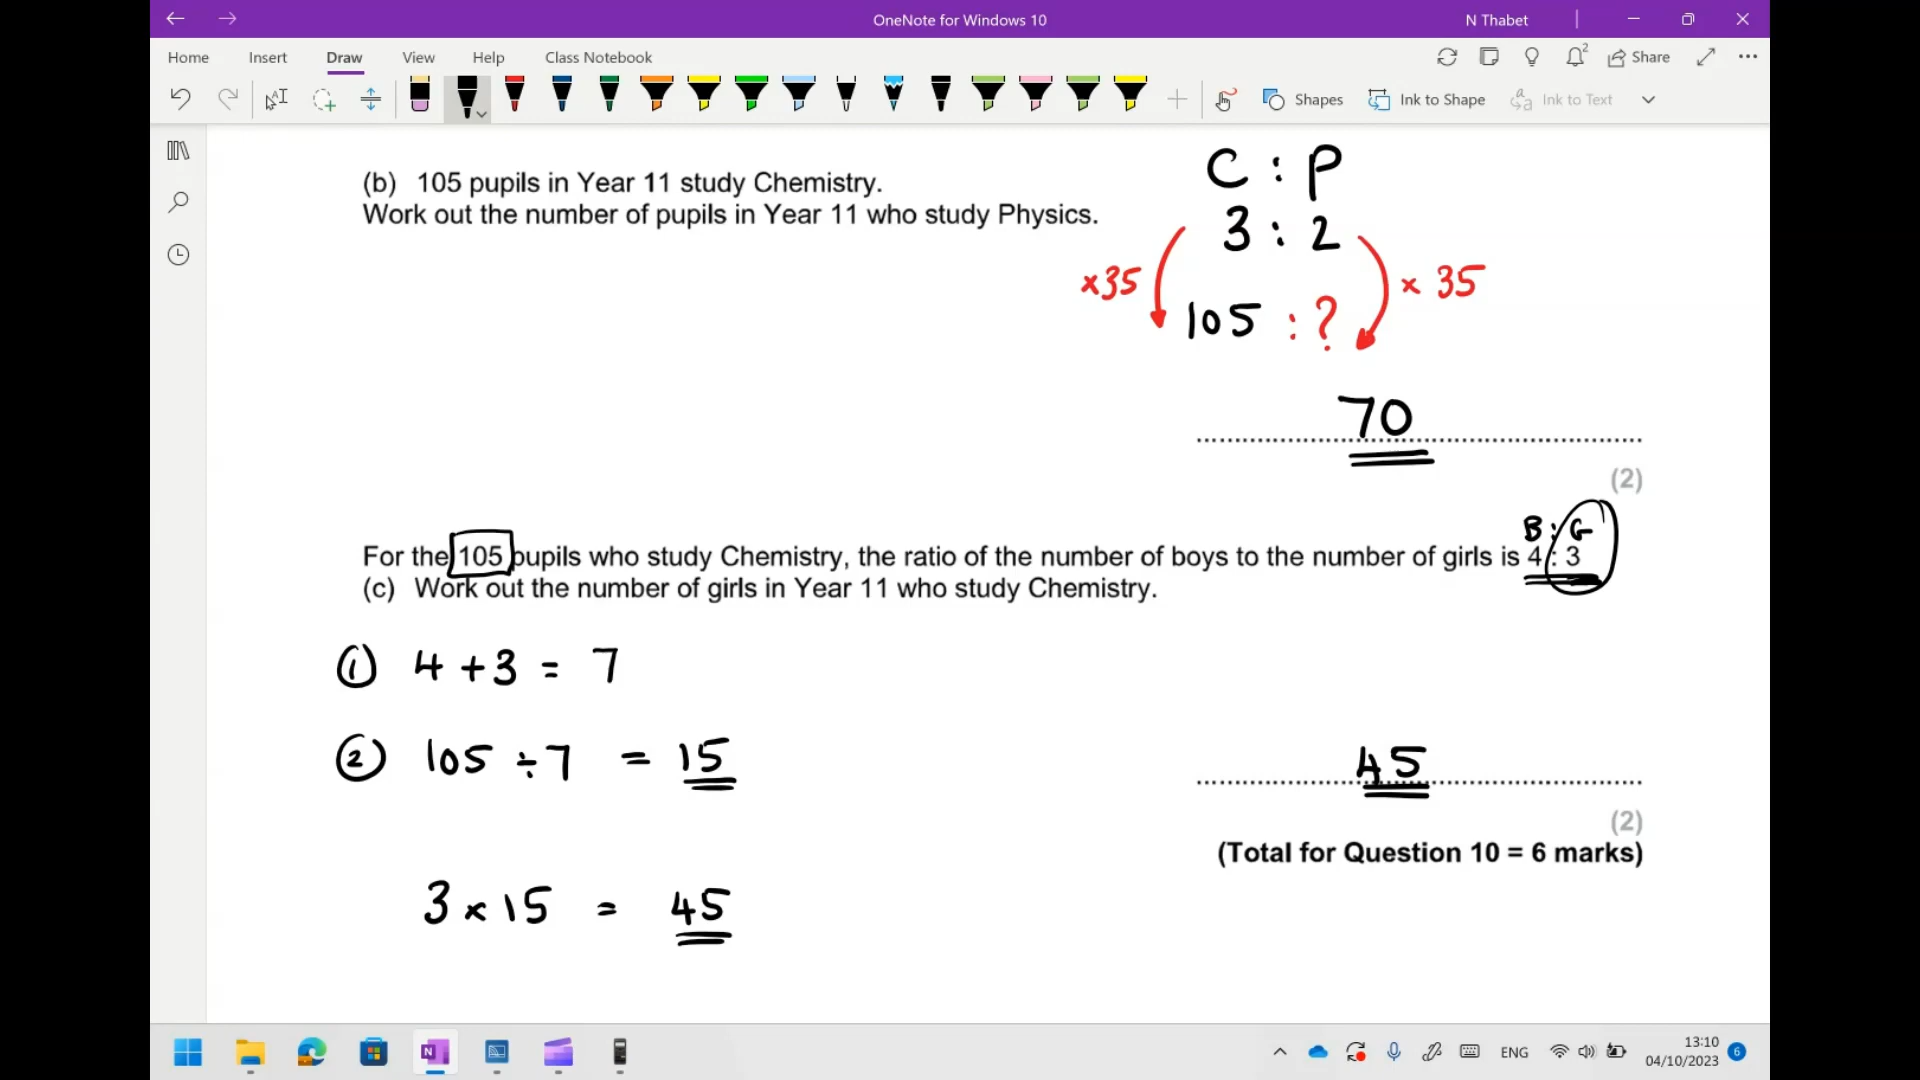 OneNote for Windows 10
N Thabet
Home Insert Draw View Help Class Notebook
2 Share
Shapes Link to Shape Link to Text
(b) 105 pupils in Year 11 study Chemistry.
Work out the number of pupils in Year 11 who study Physics.
C : P
3 : 2
×35 × 35
105 : ?
70
(2)
B : G
For the 105 pupils who study Chemistry, the ratio of the number of boys to the number of girls is 4 : 3
(c) Work out the number of girls in Year 11 who study Chemistry.
① 4 + 3 = 7
② 105 ÷ 7 = 15
45
(2)
(Total for Question 10 = 6 marks)
3 × 15 = 45
ENG
13:10
04/10/2023
6